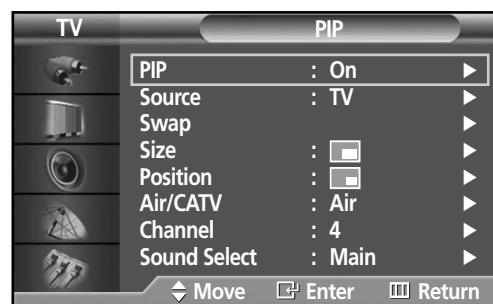 TV PIP
PIP : On
Source : TV
Swap
Size :
Position :
Air/CATV : Air
Channel : 4
Sound Select : Main
Move Enter Return